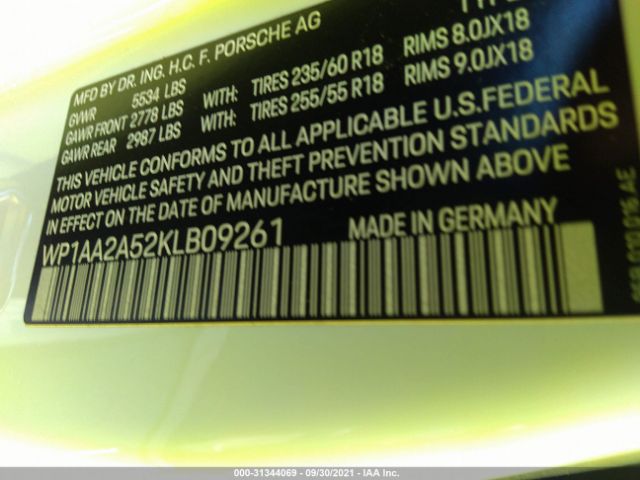 MFD BY DR. ING. H.C. F. PORSCHE AG
GVWR 5534 LBS WITH: TIRES 235/60 R18 RIMS 8.0JX18
GAWR FRONT 2778 LBS WITH: TIRES 255/55 R18 RIMS 9.0JX18
GAWR REAR 2987 LBS
THIS VEHICLE CONFORMS TO ALL APPLICABLE U.S.FEDERAL
MOTOR VEHICLE SAFETY AND THEFT PREVENTION STANDARDS
IN EFFECT ON THE DATE OF MANUFACTURE SHOWN ABOVE
WP1AA2A52KLB09261 MADE IN GERMANY
000-31344069 - 09/30/2021 - IAA Inc.